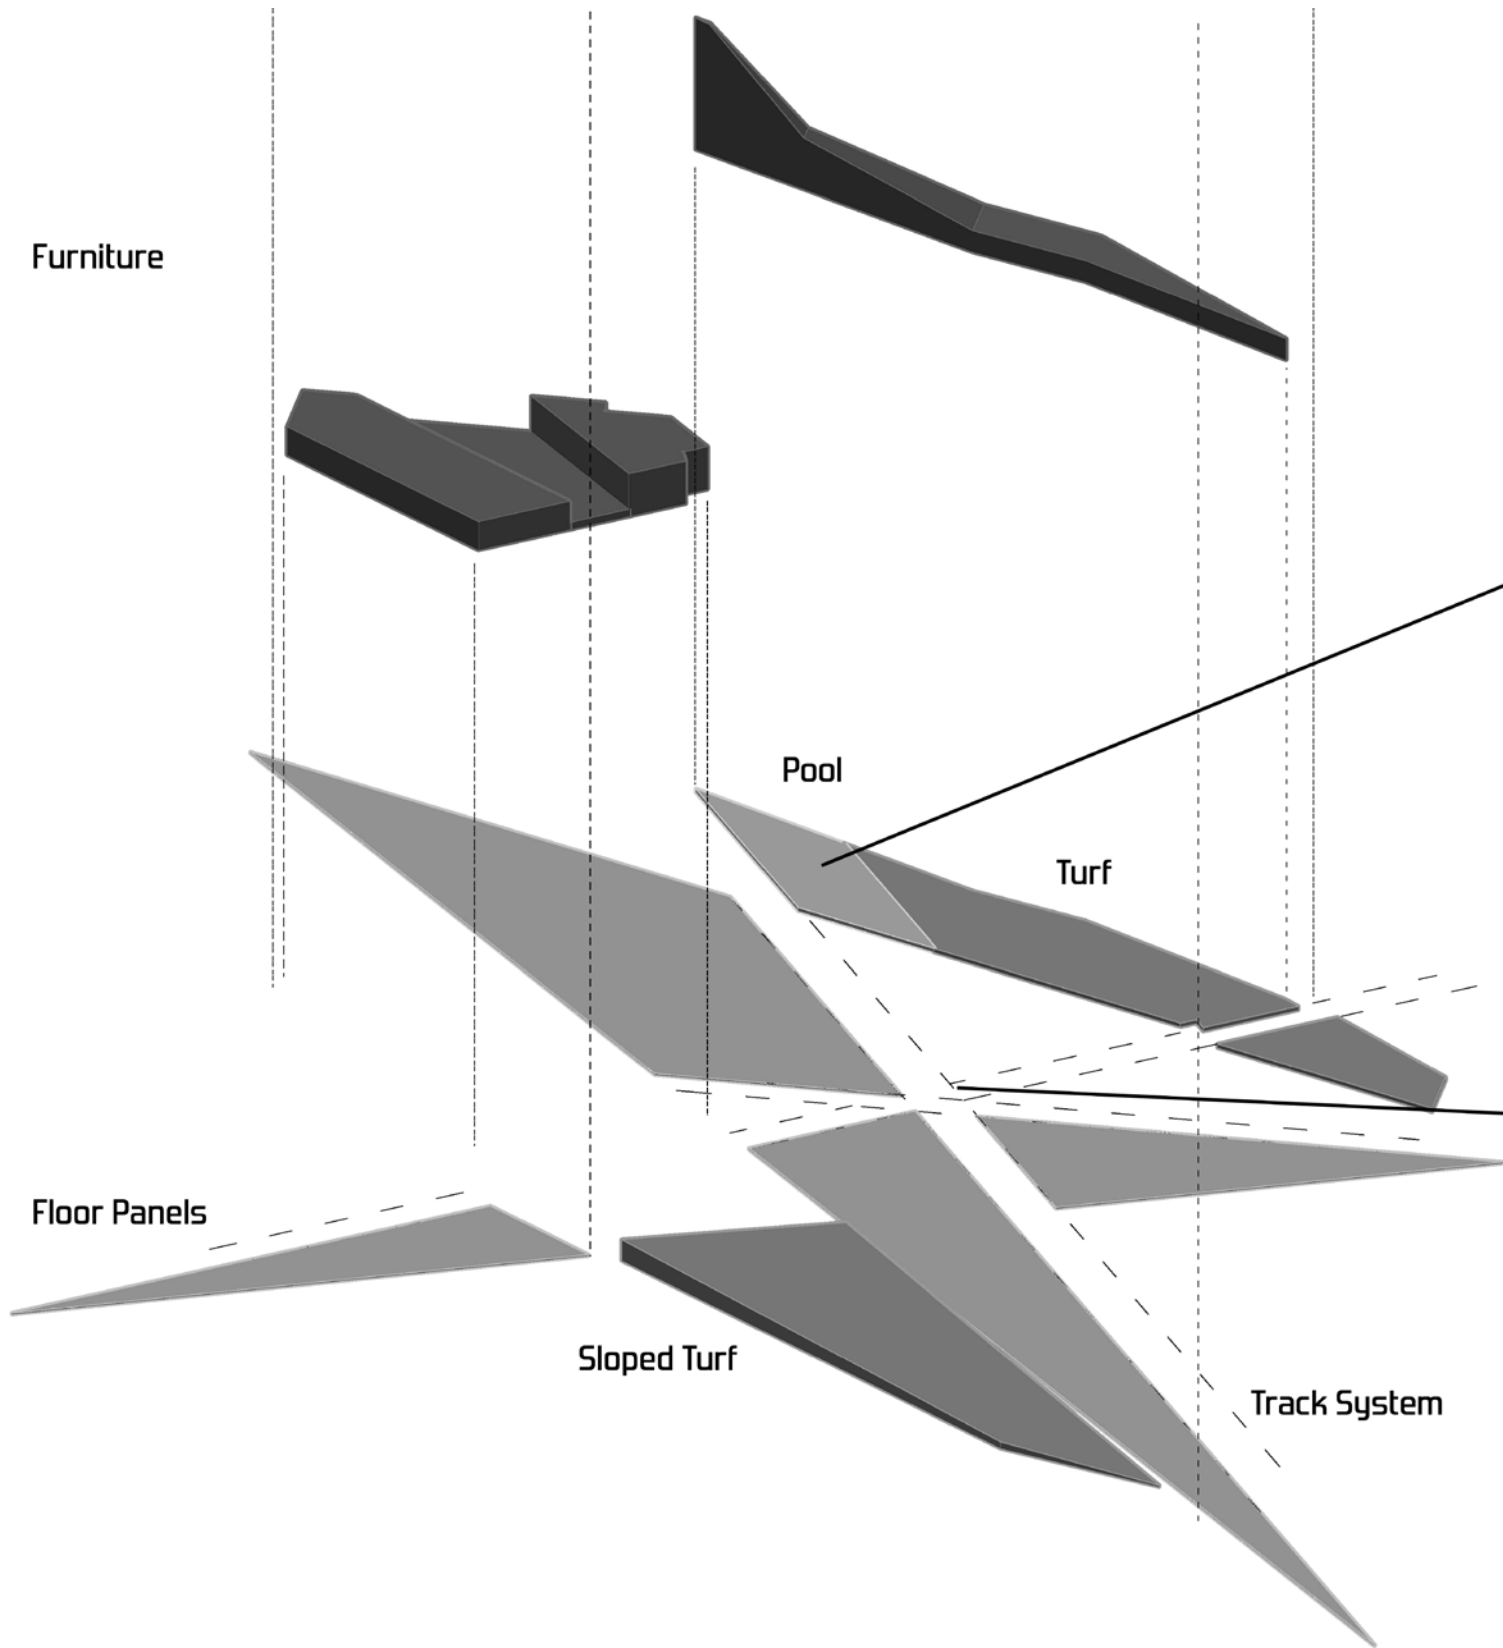 Furniture
Pool
Turf
Floor Panels
Sloped Turf
Track System